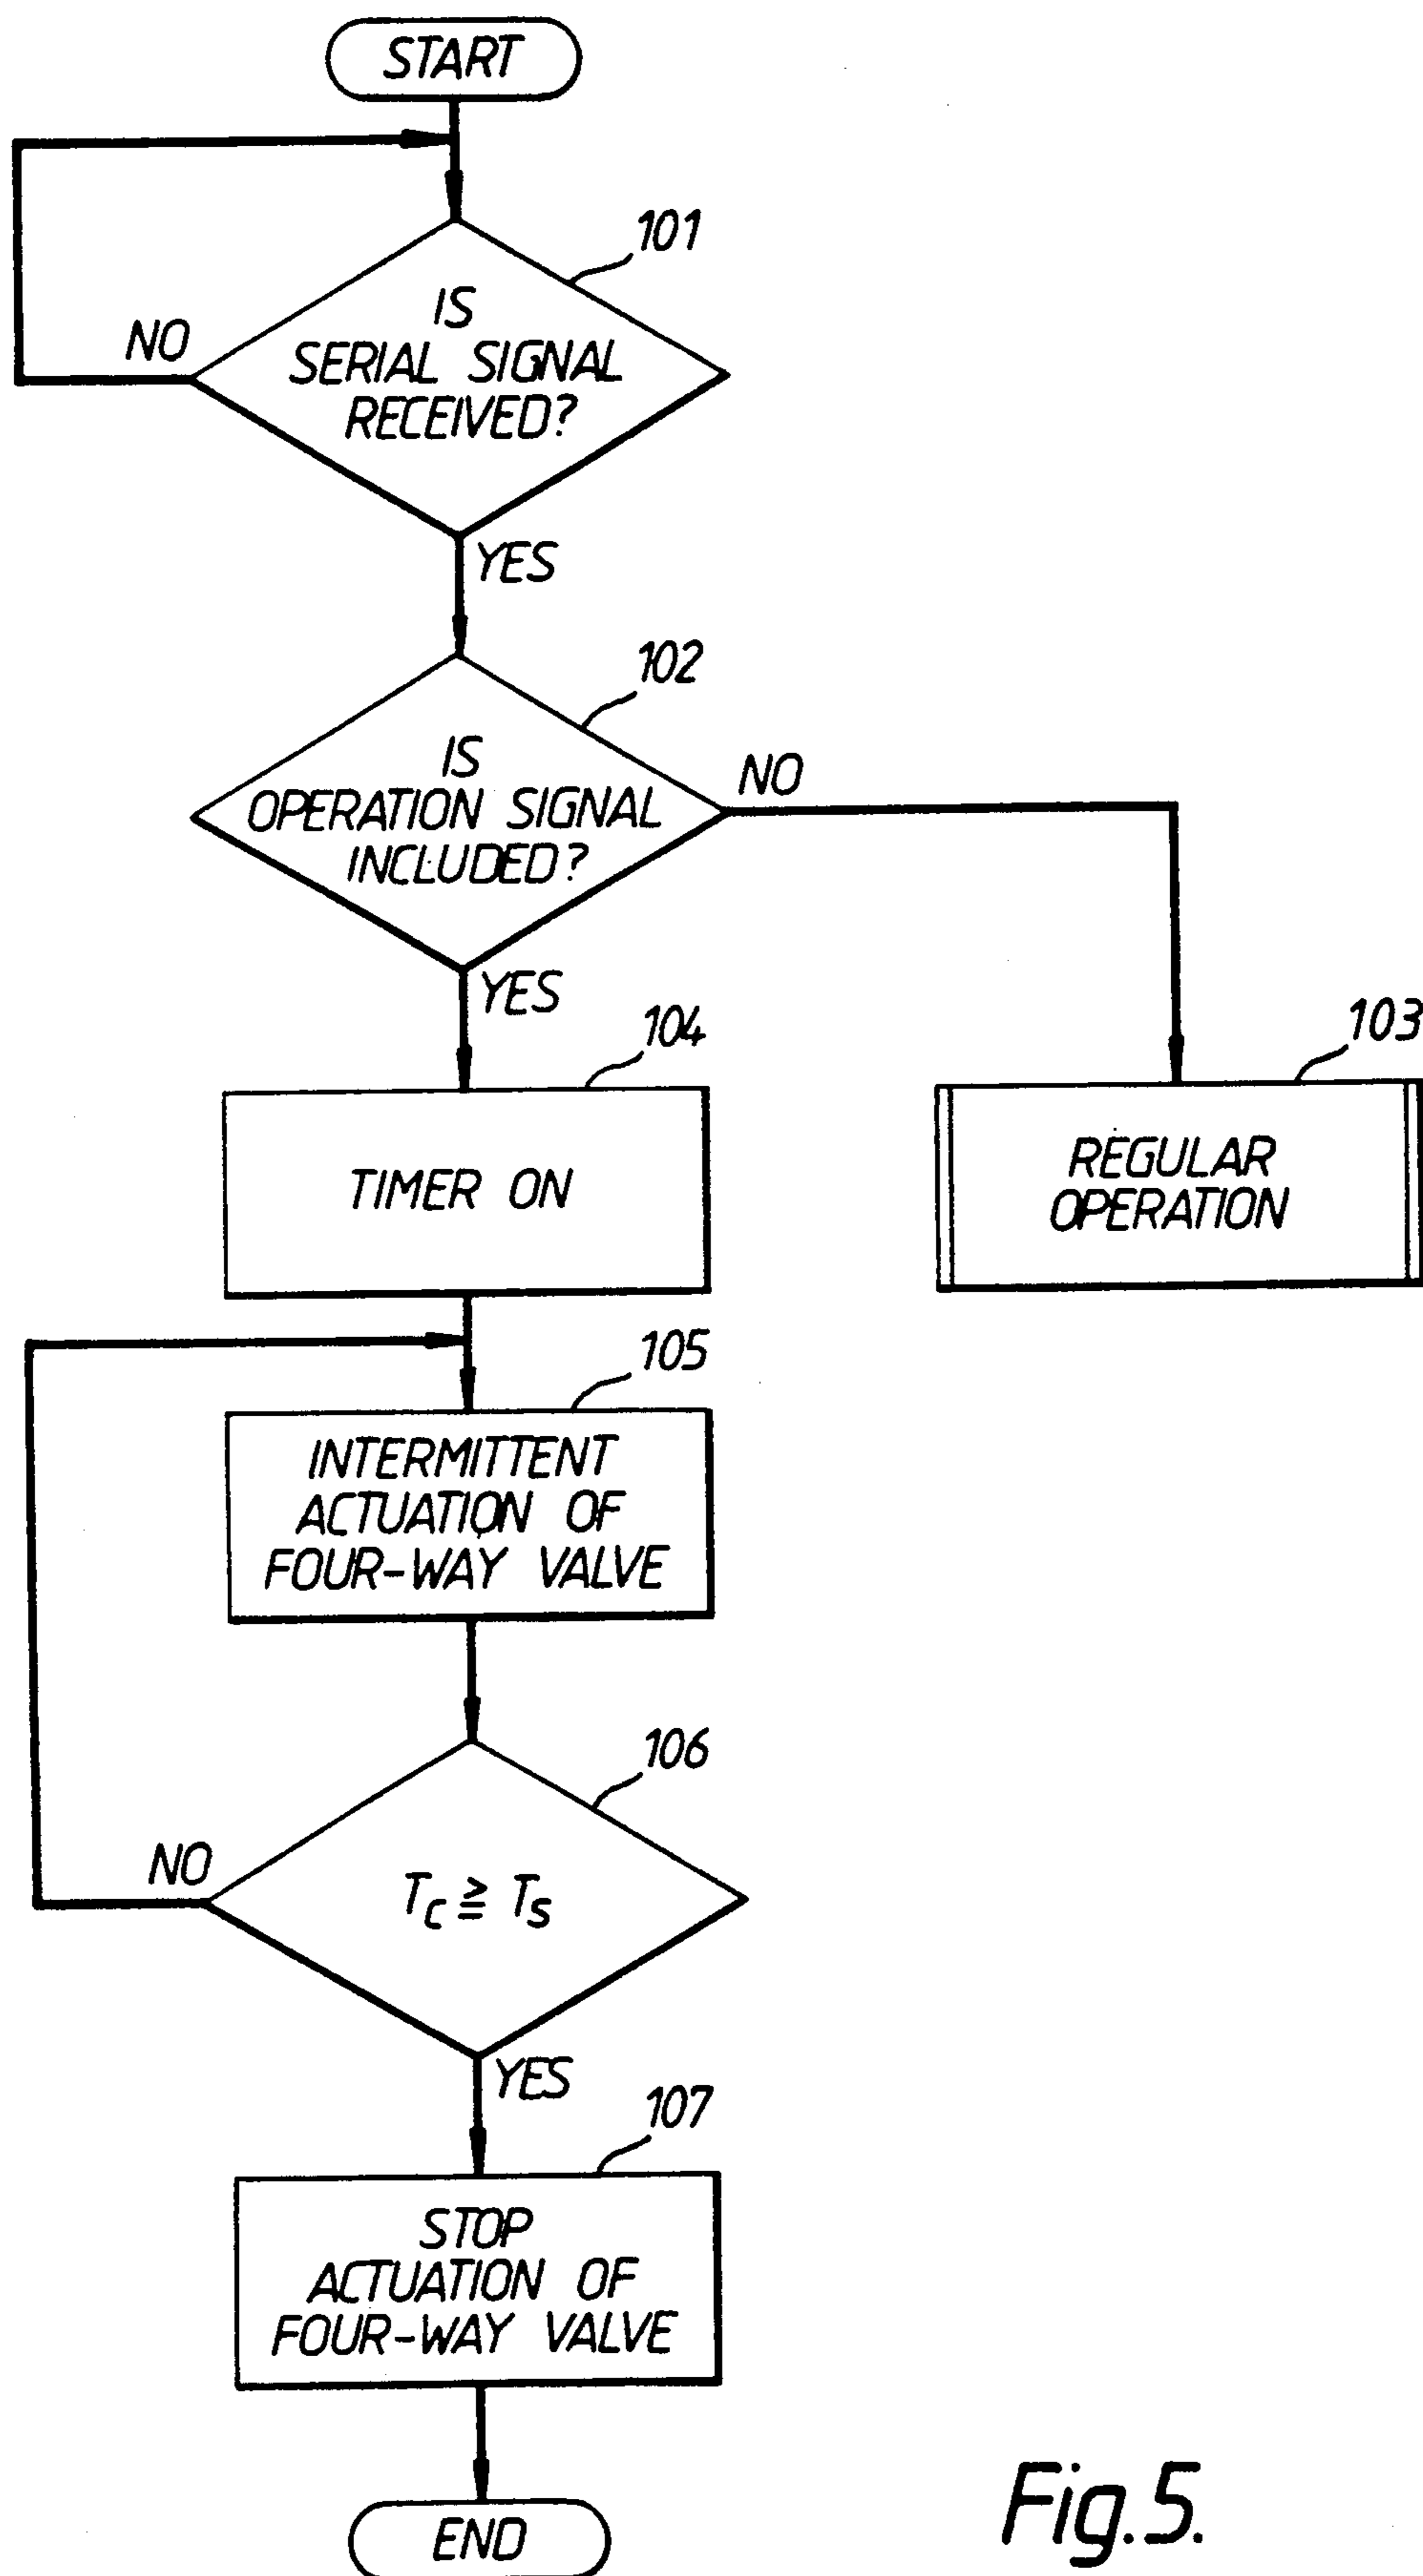 START
101
IS
SERIAL SIGNAL
RECEIVED?
NO
YES
102
IS
OPERATION SIGNAL
INCLUDED?
NO
YES
104
TIMER ON
103
REGULAR
OPERATION
105
INTERMITTENT
ACTUATION OF
FOUR-WAY VALVE
106
NO
TC ≧ TS
YES
107
STOP
ACTUATION OF
FOUR-WAY VALVE
END
Fig.5.